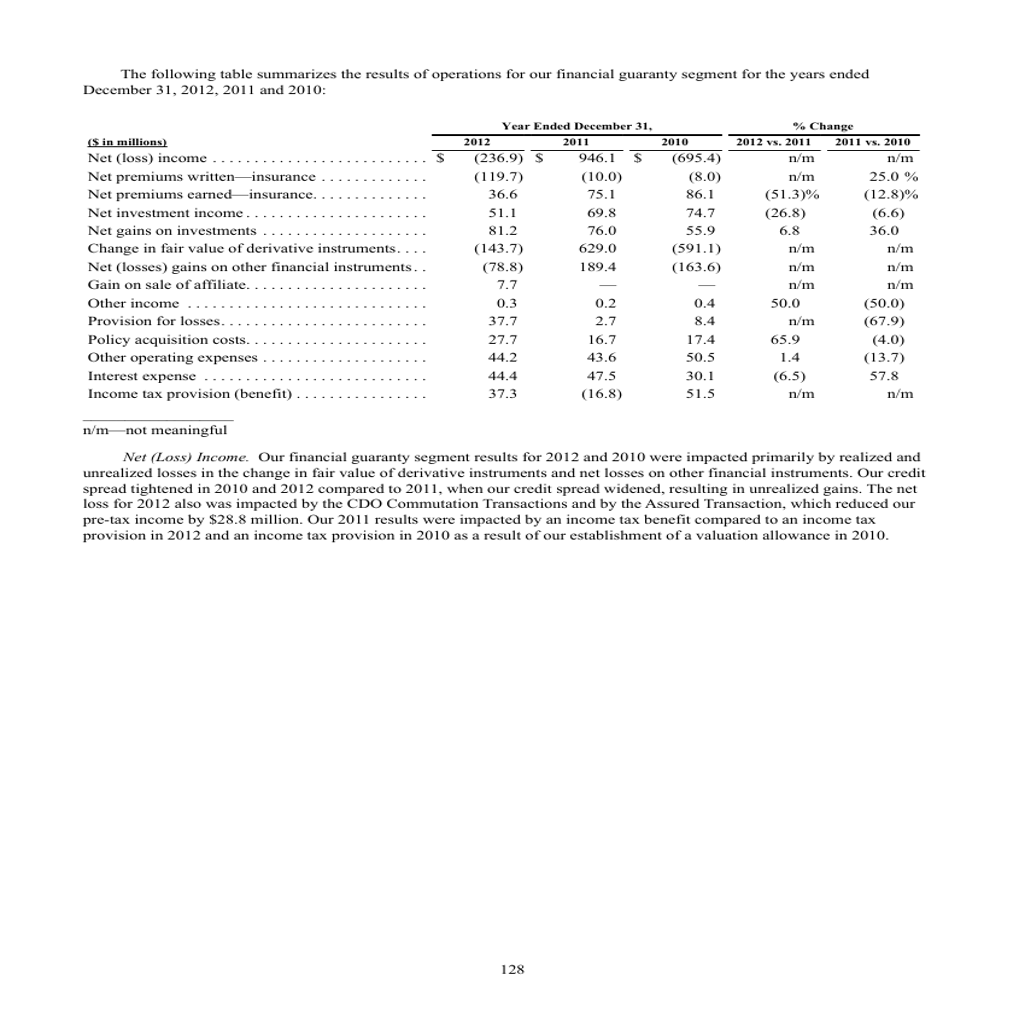 The following table summarizes the results of operations for our financial guaranty segment for the years ended
December 31, 2012, 2011 and 2010:
Year Ended December 31, % Change
($ in millions) 2012 2011 2010 2012 vs. 2011 2011 vs. 2010
Net (loss) income . . . . . . . . . . . . . . . . . . . . . . . . . . $ (236.9) $ 946.1 $ (695.4) n/m n/m
Net premiums written—insurance . . . . . . . . . . . . . (119.7) (10.0) (8.0) n/m 25.0 %
Net premiums earned—insurance. . . . . . . . . . . . . . 36.6 75.1 86.1 (51.3)% (12.8)%
Net investment income . . . . . . . . . . . . . . . . . . . . . . 51.1 69.8 74.7 (26.8) (6.6)
Net gains on investments . . . . . . . . . . . . . . . . . . . . 81.2 76.0 55.9 6.8 36.0
Change in fair value of derivative instruments. . . . (143.7) 629.0 (591.1) n/m n/m
Net (losses) gains on other financial instruments . . (78.8) 189.4 (163.6) n/m n/m
Gain on sale of affiliate. . . . . . . . . . . . . . . . . . . . . . 7.7 — — n/m n/m
Other income . . . . . . . . . . . . . . . . . . . . . . . . . . . . . 0.3 0.2 0.4 50.0 (50.0)
Provision for losses. . . . . . . . . . . . . . . . . . . . . . . . . 37.7 2.7 8.4 n/m (67.9)
Policy acquisition costs. . . . . . . . . . . . . . . . . . . . . . 27.7 16.7 17.4 65.9 (4.0)
Other operating expenses . . . . . . . . . . . . . . . . . . . . 44.2 43.6 50.5 1.4 (13.7)
Interest expense . . . . . . . . . . . . . . . . . . . . . . . . . . . 44.4 47.5 30.1 (6.5) 57.8
Income tax provision (benefit) . . . . . . . . . . . . . . . . 37.3 (16.8) 51.5 n/m n/m
n/m—not meaningful
Net (Loss) Income. Our financial guaranty segment results for 2012 and 2010 were impacted primarily by realized and
unrealized losses in the change in fair value of derivative instruments and net losses on other financial instruments. Our credit
spread tightened in 2010 and 2012 compared to 2011, when our credit spread widened, resulting in unrealized gains. The net
loss for 2012 also was impacted by the CDO Commutation Transactions and by the Assured Transaction, which reduced our
pre-tax income by $28.8 million. Our 2011 results were impacted by an income tax benefit compared to an income tax
provision in 2012 and an income tax provision in 2010 as a result of our establishment of a valuation allowance in 2010.
128